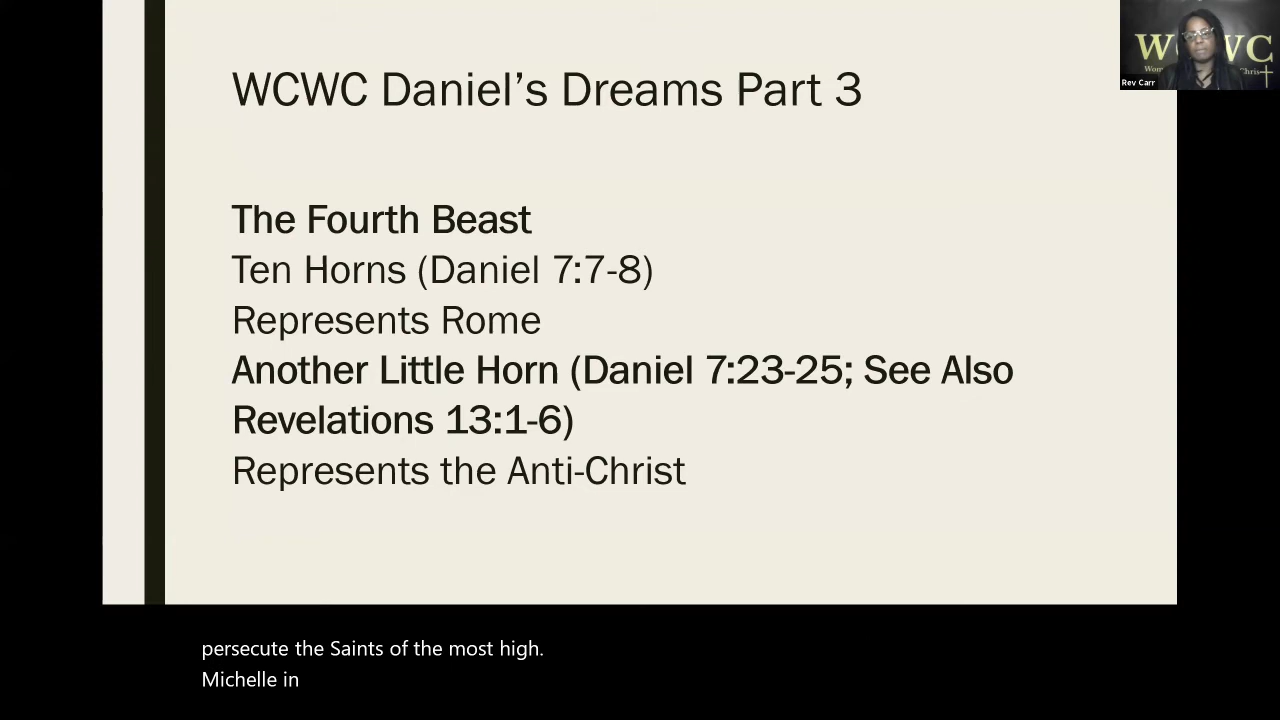 WCWC Daniel’s Dreams Part 3
The Fourth Beast
Ten Horns (Daniel 7:7-8)
Represents Rome
Another Little Horn (Daniel 7:23-25; See Also
Revelations 13:1-6)
Represents the Anti-Christ
Rev Carr
persecute the Saints of the most high.
Michelle in